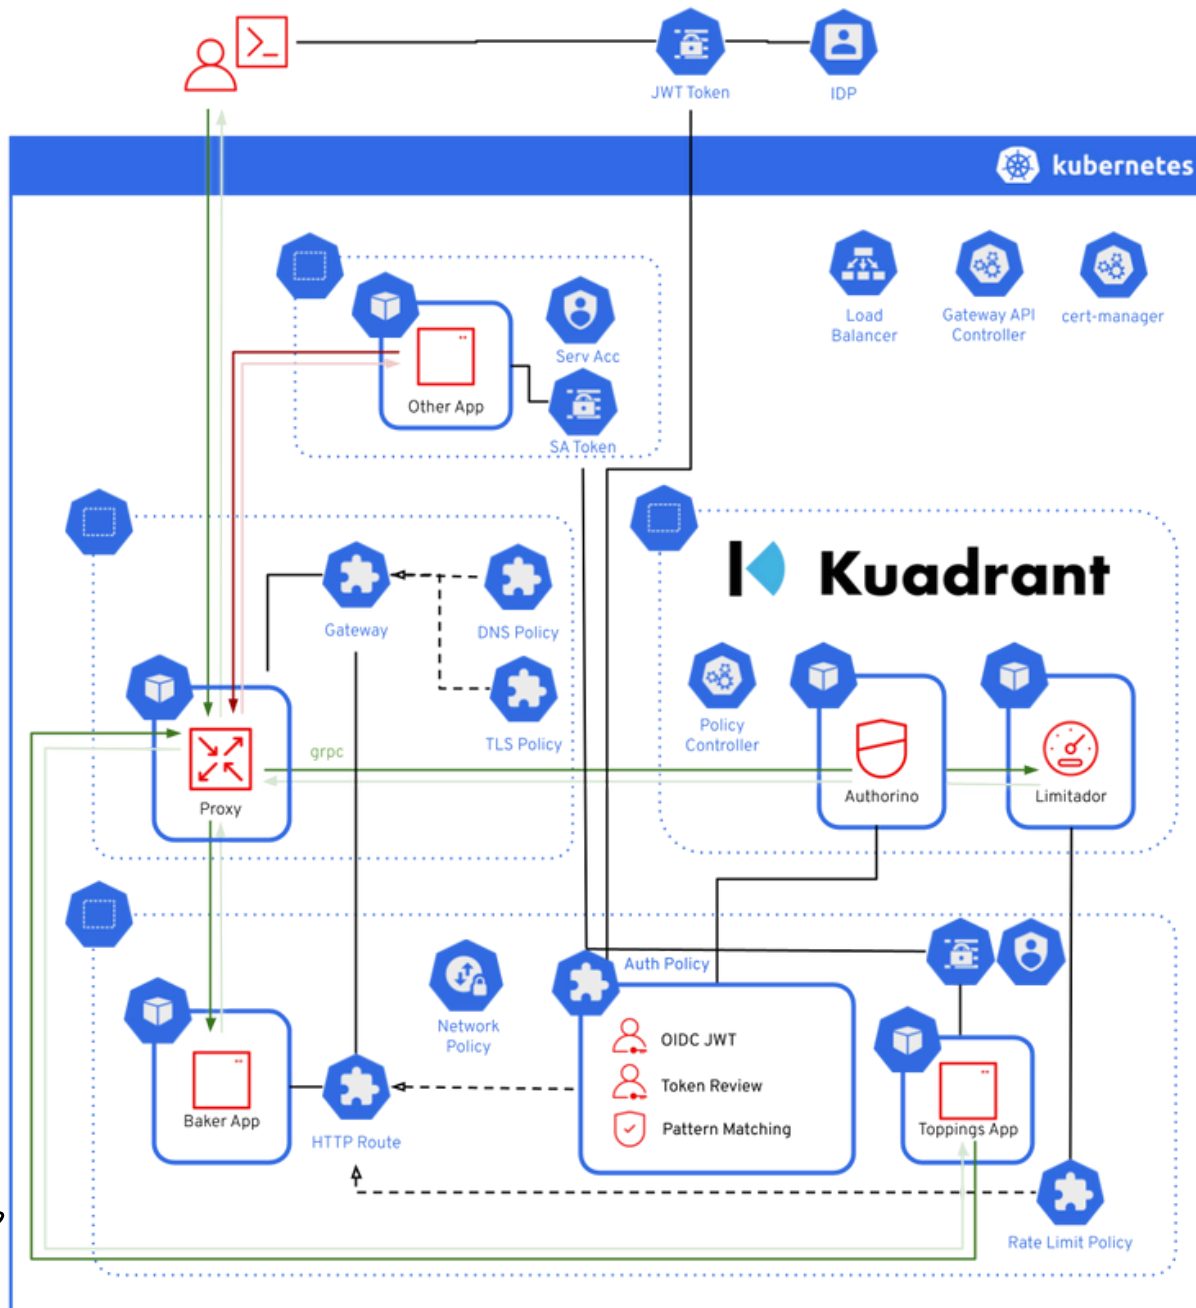 JWT Token
IDP
kubernetes
Load
Balancer
Gateway API
Controller
cert-manager
Serv Acc
Other App
SA Token
Kuadrant
Gateway
DNS Policy
TLS Policy
Policy
Controller
grpc
Proxy
Authorino
Limitador
Auth Policy
Network
Policy
OIDC JWT
Token Review
Pattern Matching
Baker App
HTTP Route
Toppings App
Rate Limit Policy